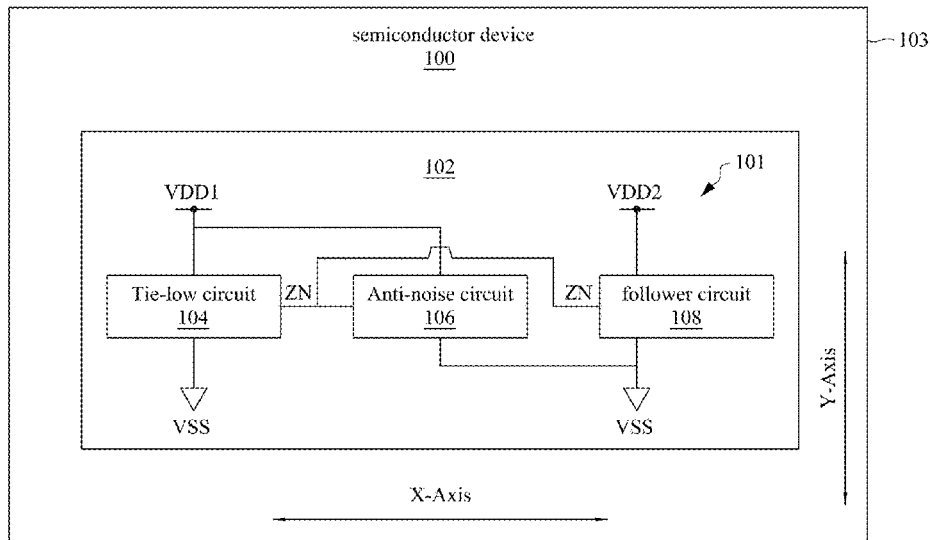 semiconductor device
100
103
102
101
VDD1
VDD2
Tie-low circuit
104
ZN
Anti-noise circuit
106
ZN
follower circuit
108
VSS
VSS
Y-Axis
X-Axis